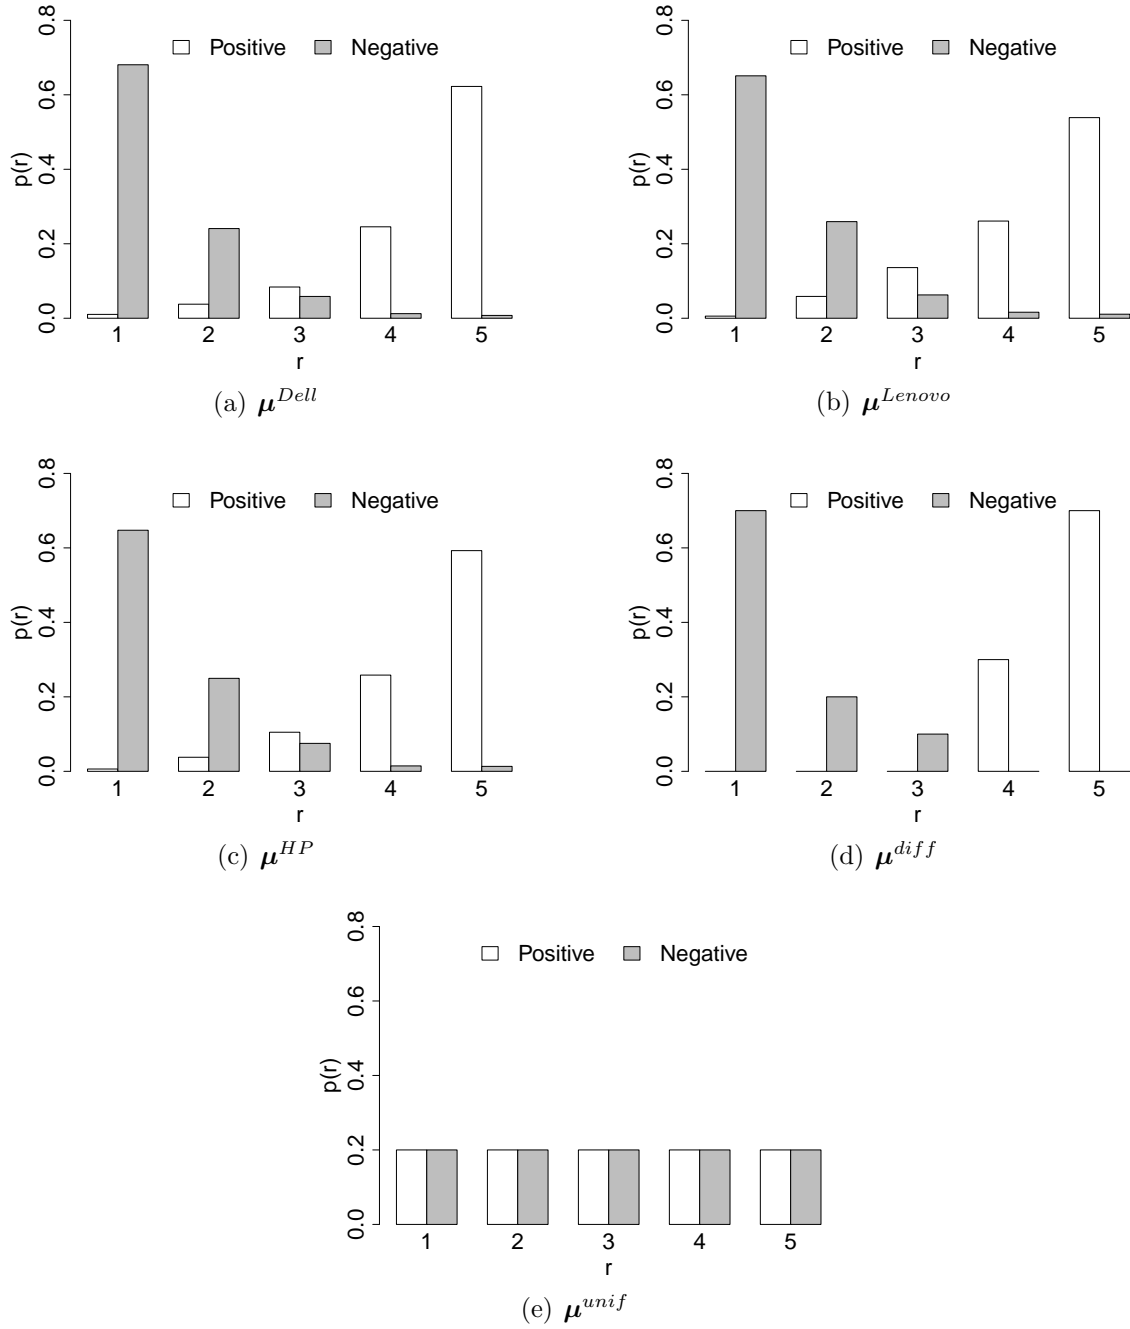 0.8
Positive Negative
0.6
p(r)
0.4
0.2
0.0
1 2 3 4 5
r
(a) μ^Dell
0.8
Positive Negative
0.6
p(r)
0.4
0.2
0.0
1 2 3 4 5
r
(b) μ^Lenovo
0.8
Positive Negative
0.6
p(r)
0.4
0.2
0.0
1 2 3 4 5
r
(c) μ^HP
0.8
Positive Negative
0.6
p(r)
0.4
0.2
0.0
1 2 3 4 5
r
(d) μ^diff
0.8
Positive Negative
0.6
p(r)
0.4
0.2
0.0
1 2 3 4 5
r
(e) μ^unif